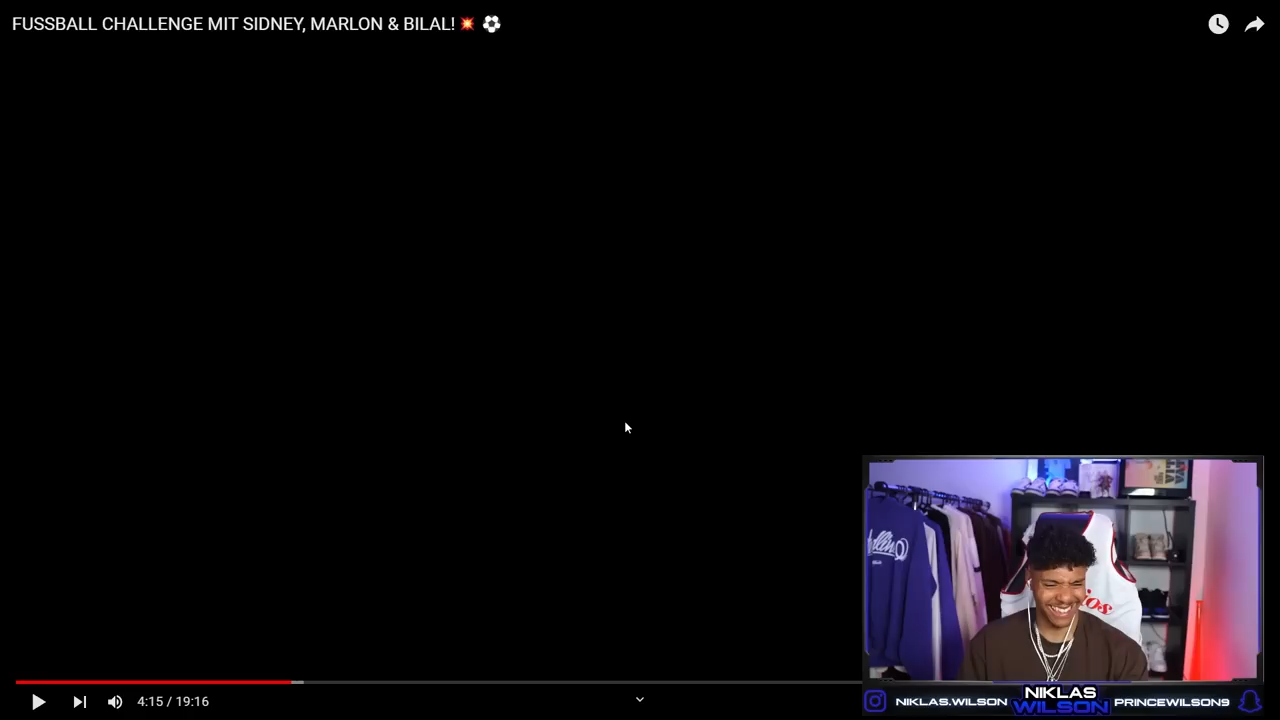 FUSSBALL CHALLENGE MIT SIDNEY, MARLON & BILAL!💥 ⚽
4:15 / 19:16
NIKLAS.WILSON
NIKLAS
WILSON
PRINCEWILSON9